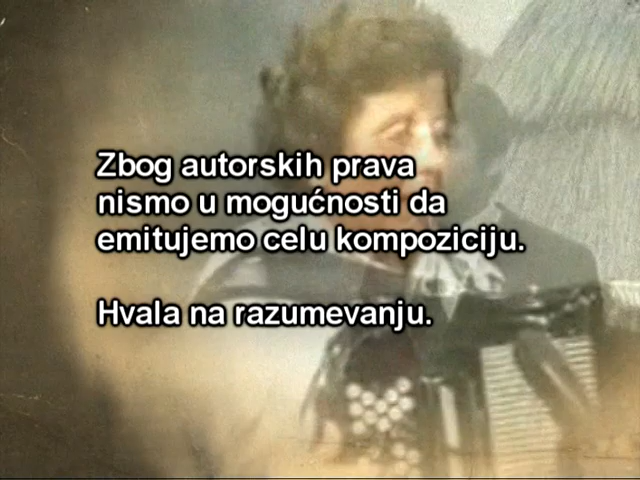 Zbog autorskih prava
nismo u mogućnosti da
emitujemo celu kompoziciju.
Hvala na razumevanju.